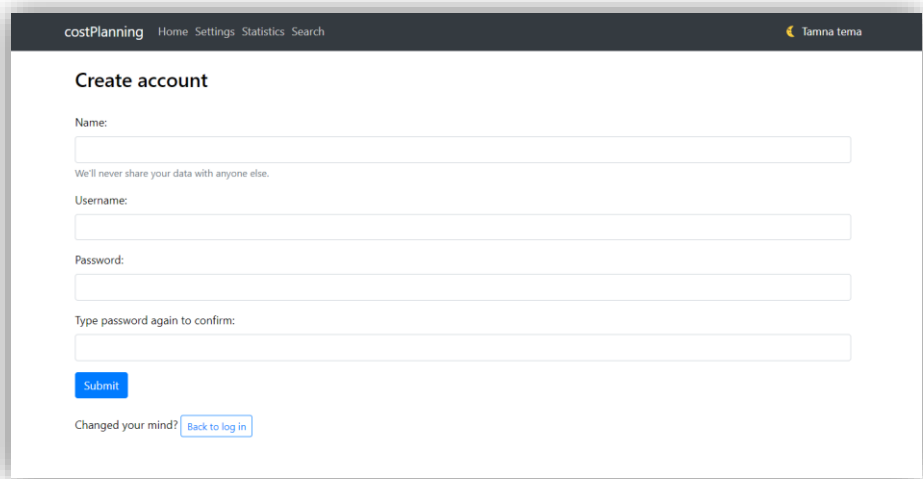 costPlanning Home Settings Statistics Search Tamna tema
Create account
Name:
We'll never share your data with anyone else.
Username:
Password:
Type password again to confirm:
Submit
Changed your mind? Back to log in